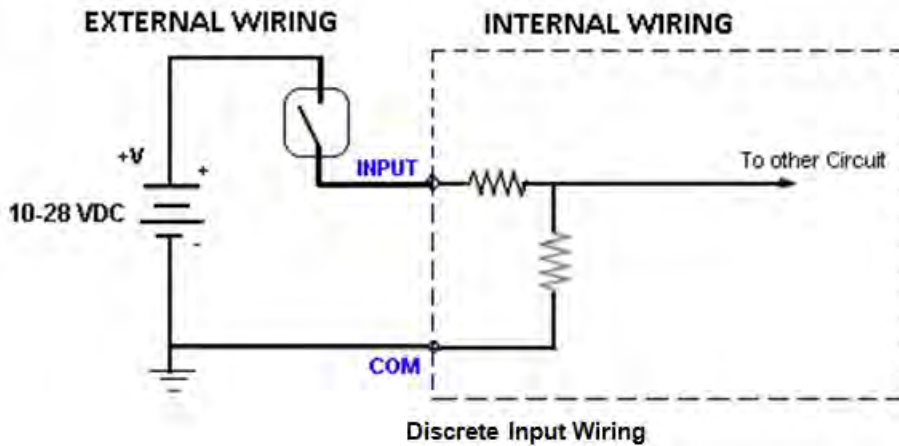 EXTERNAL WIRING
INTERNAL WIRING
+V
+
INPUT
To other Circuit
10-28 VDC
-
COM
Discrete Input Wiring